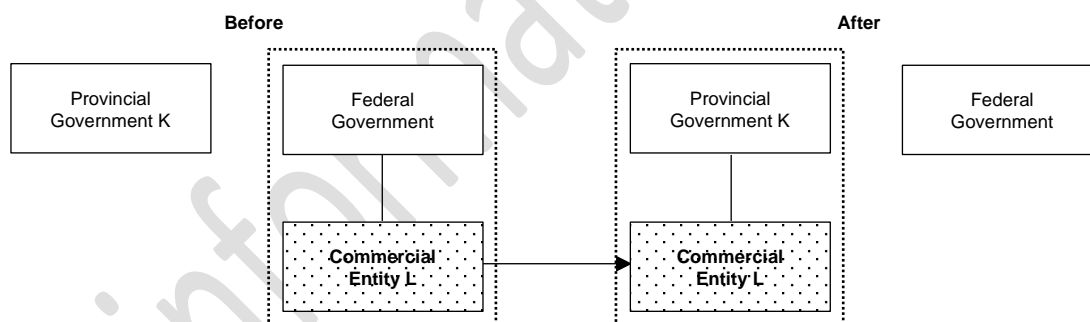 Before
After
Provincial
Government K
Federal
Government
Provincial
Government K
Federal
Government
Commercial
Entity L
Commercial
Entity L